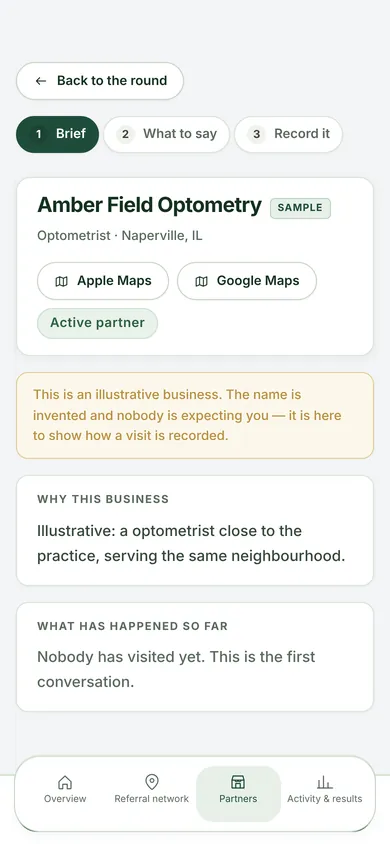 Back to the round
1 Brief
2 What to say
3 Record it
Amber Field Optometry SAMPLE
Optometrist · Naperville, IL
Apple Maps
Google Maps
Active partner
This is an illustrative business. The name is
invented and nobody is expecting you — it is here
to show how a visit is recorded.
WHY THIS BUSINESS
Illustrative: a optometrist close to the
practice, serving the same neighbourhood.
WHAT HAS HAPPENED SO FAR
Nobody has visited yet. This is the first
conversation.
Overview
Referral network
Partners
Activity & results